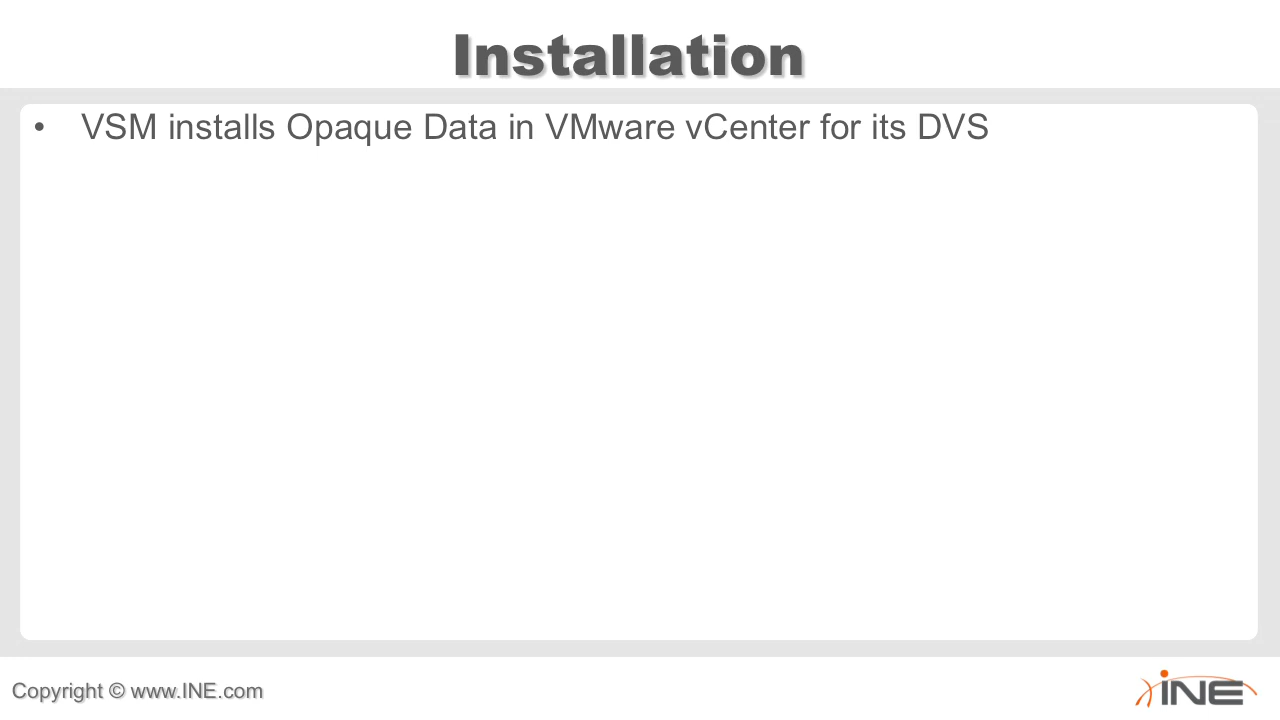 Installation
• VSM installs Opaque Data in VMware vCenter for its DVS
Copyright © www.INE.com
INE